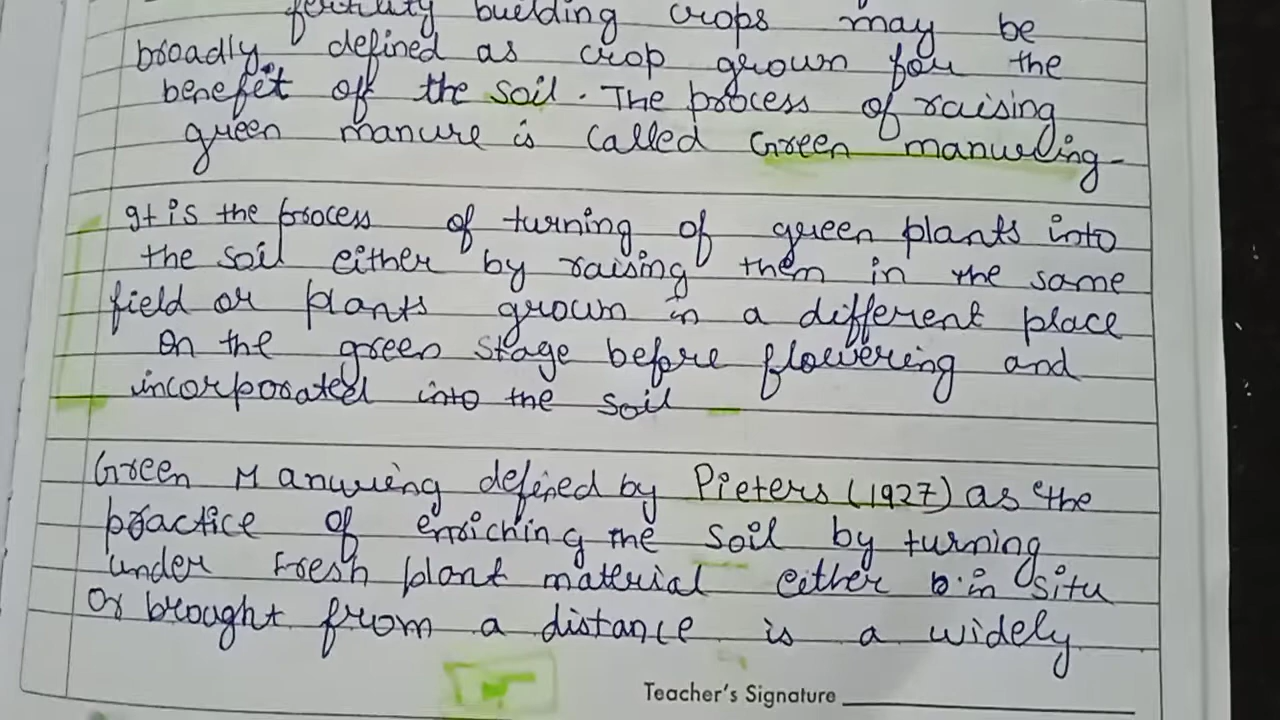 fertility building crops may be
broadly defined as crop grown for the
benefit of the soil. The process of raising
green manure is called Green manuring-
It is the process of turning of green plants into
the soil either by raising them in the same
field or plants grown in a different place
on the green stage before flowering and
incorporated into the soil
Green Manuring defined by Pieters (1927) as "the
practice of enriching the soil by turning
under Fresh plant material either in situ
or brought from a distance is a widely
Teacher's Signature